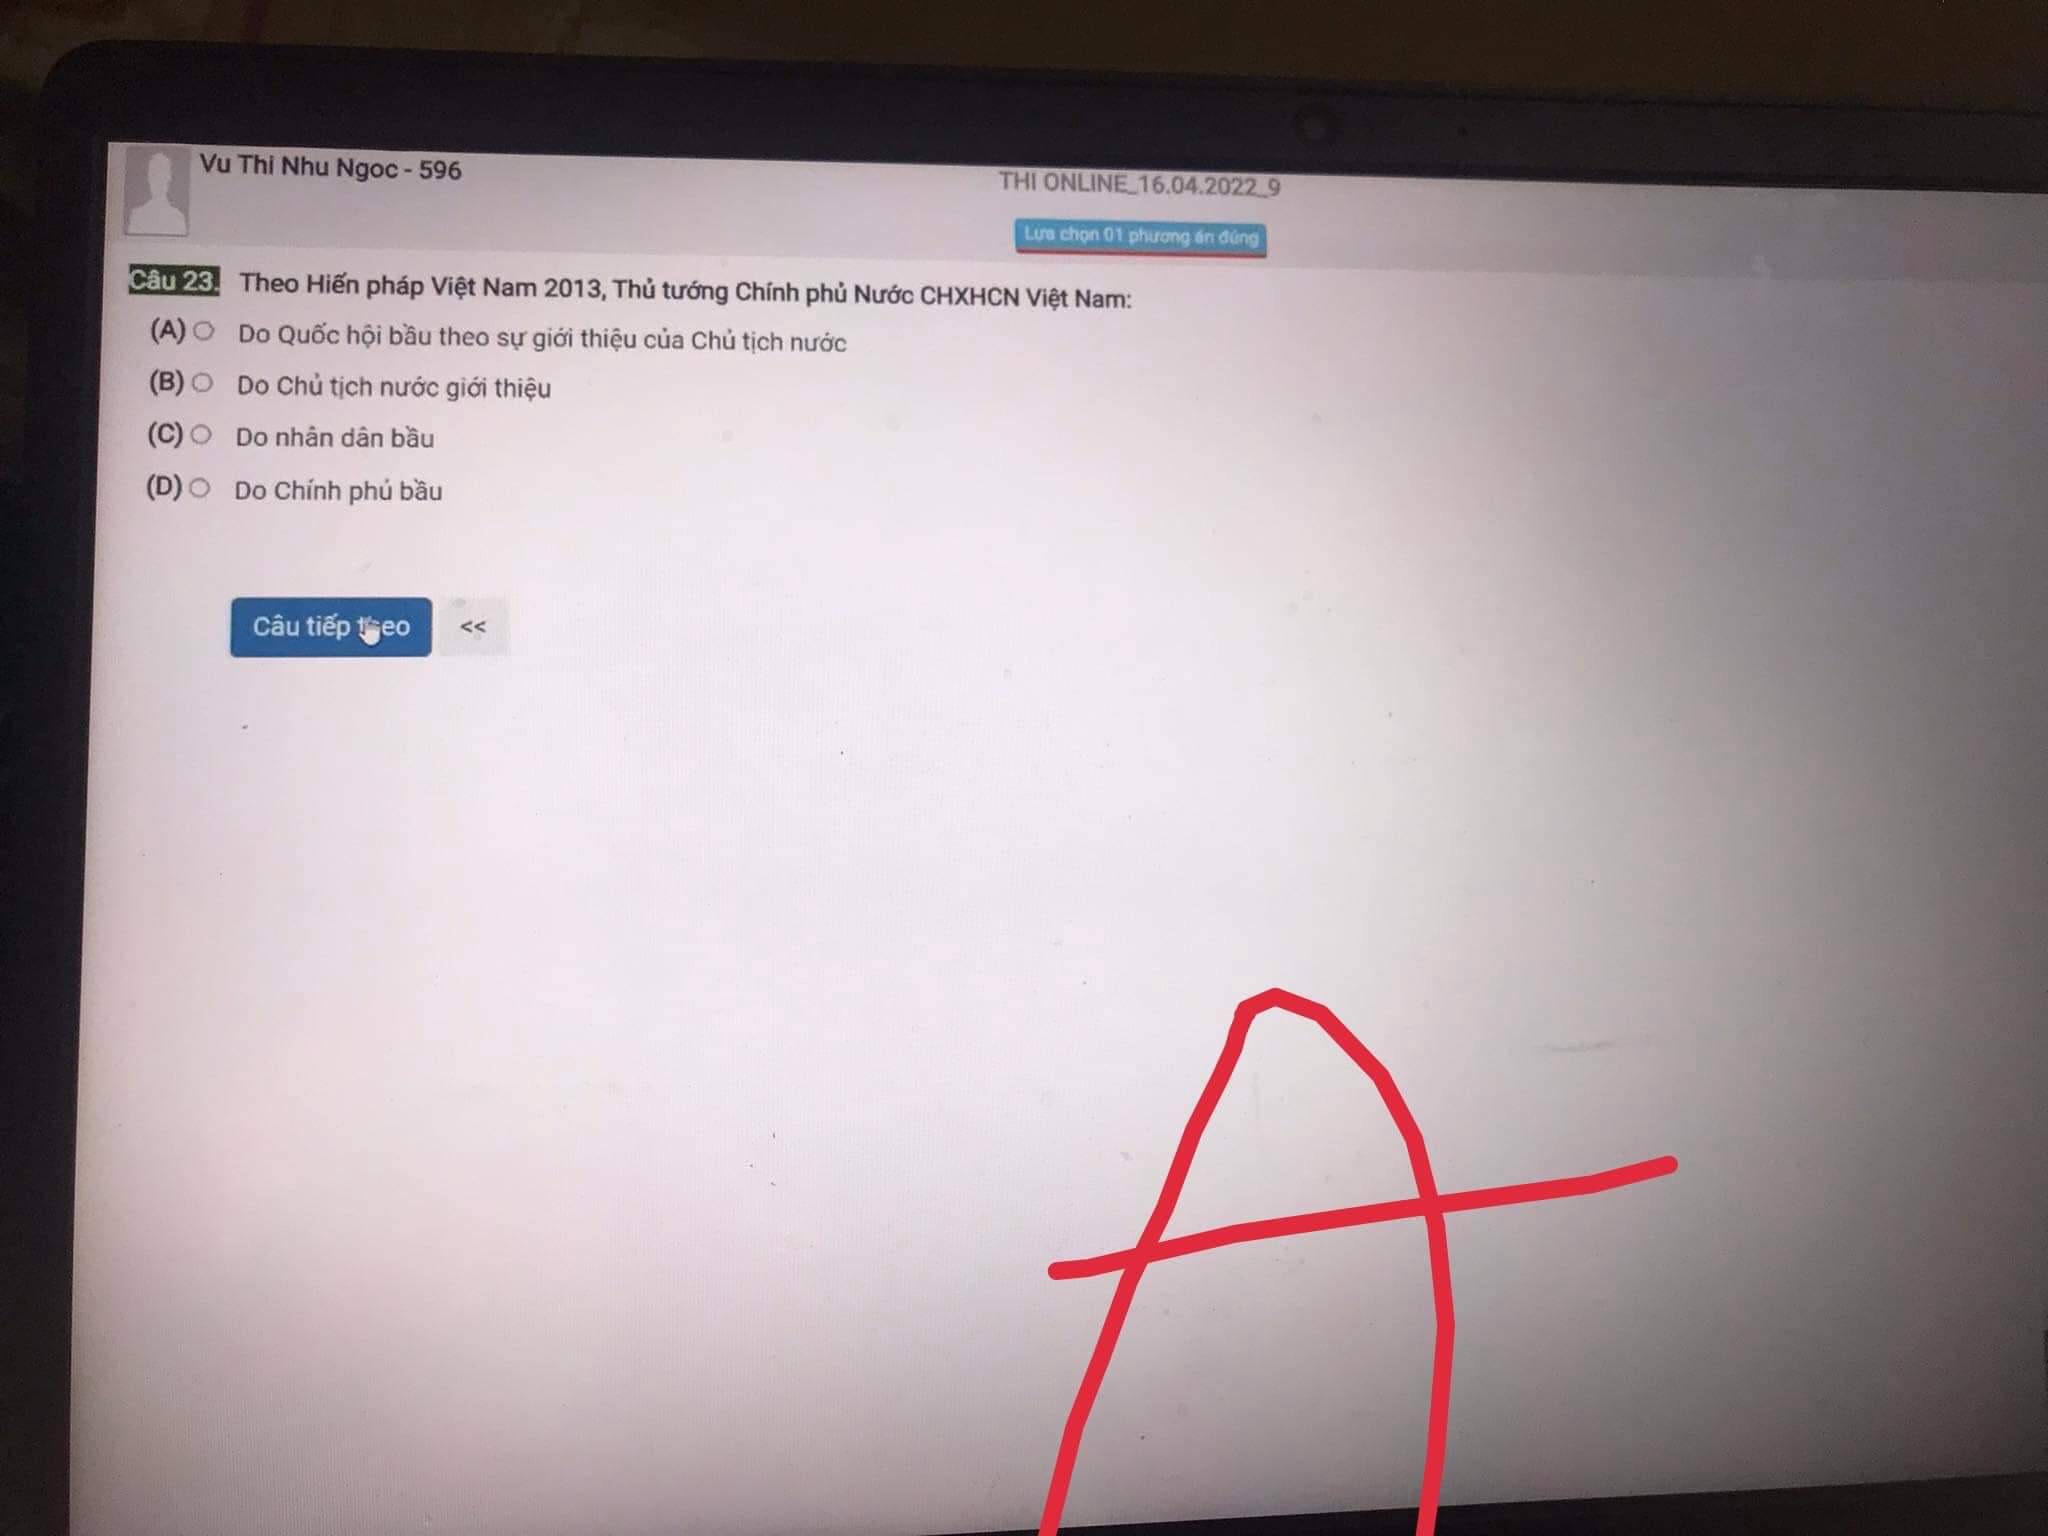 Vu Thi Nhu Ngoc - 596
THI ONLINE_16.04.2022_9
Lựa chọn 01 phương án đúng
Câu 23. Theo Hiến pháp Việt Nam 2013, Thủ tướng Chính phủ Nước CHXHCN Việt Nam:
(A) Do Quốc hội bầu theo sự giới thiệu của Chủ tịch nước
(B) Do Chủ tịch nước giới thiệu
(C) Do nhân dân bầu
(D) Do Chính phủ bầu
Câu tiếp theo <<
A